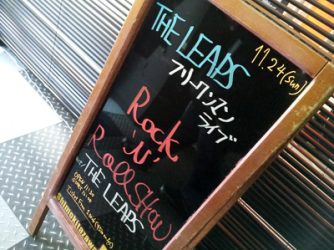 11.24(sun)
THE LEAPS
フリーワンマン
ライブ
Rock
'N'
Roll Show
THE LEAPS